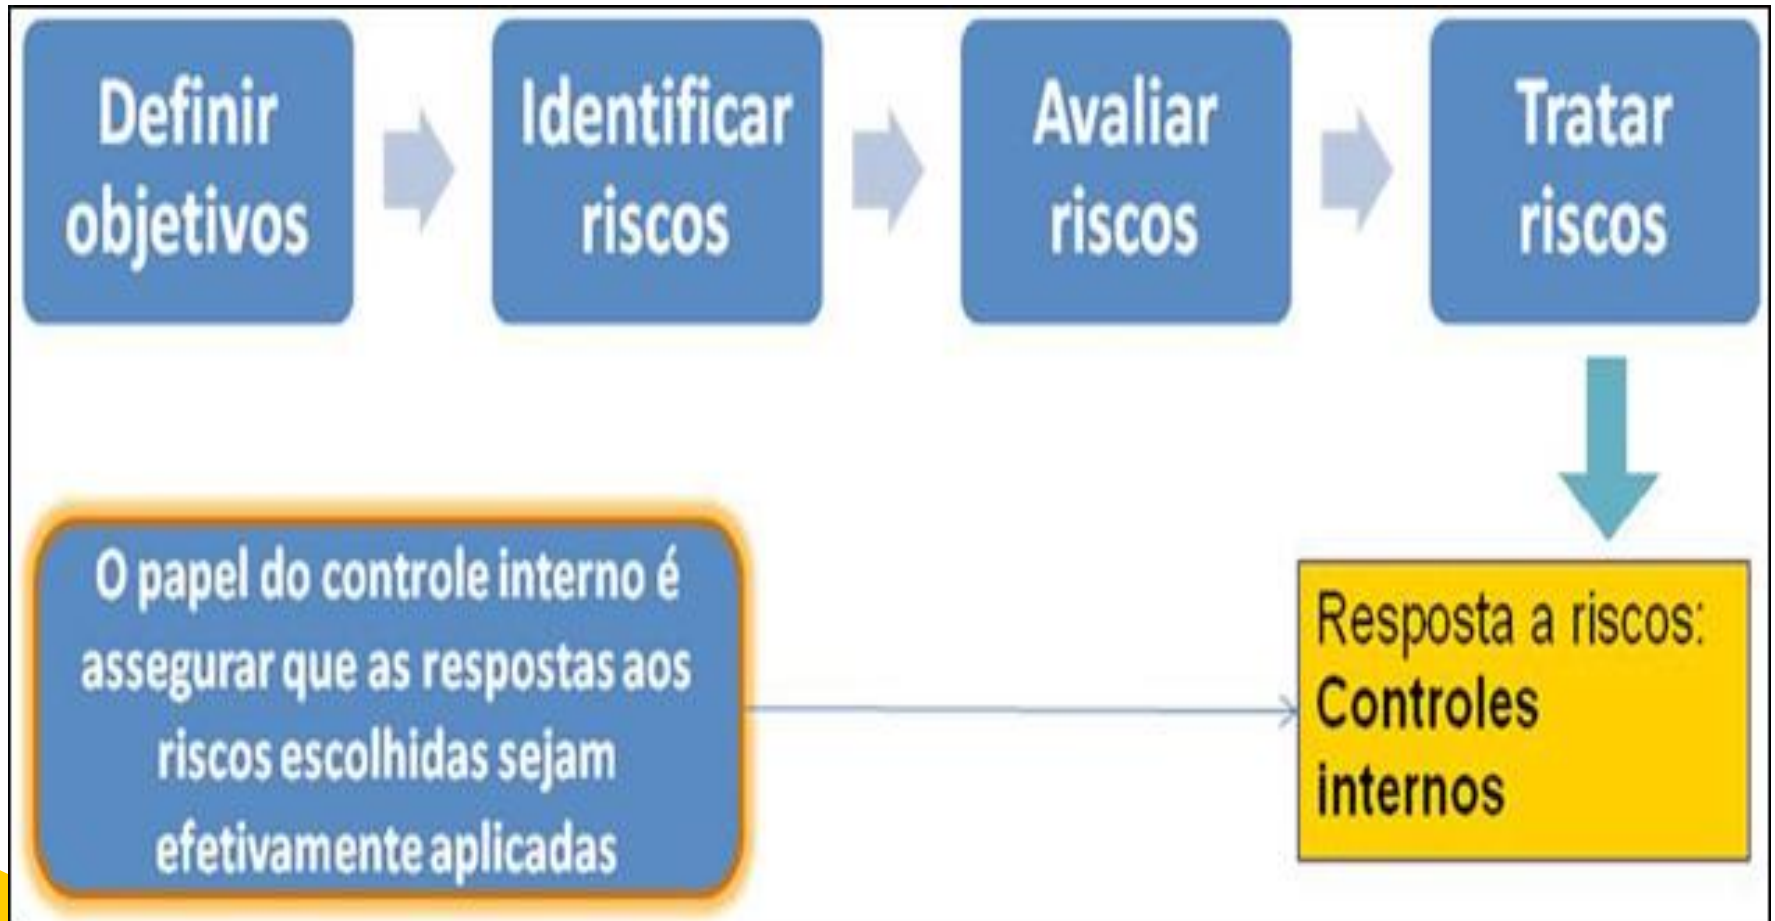 Definir
objetivos
Identificar
riscos
Avaliar
riscos
Tratar
riscos
O papel do controle interno é
assegurar que as respostas aos
riscos escolhidas sejam
efetivamente aplicadas
Resposta a riscos:
Controles
internos